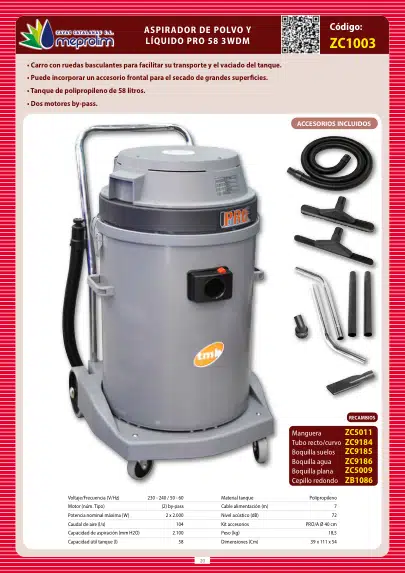 TAPAS CATALANAS S.L.
meprolim
ASPIRADOR DE POLVO Y
LÍQUIDO PRO 58 3WDM
Código:
ZC1003
• Carro con ruedas basculantes para facilitar su transporte y el vaciado del tanque.
• Puede incorporar un accesorio frontal para el secado de grandes superficies.
• Tanque de polipropileno de 58 litros.
• Dos motores by-pass.
ACCESORIOS INCLUIDOS
PRO
tmb
RECAMBIOS
Manguera ZC5011
Tubo recto/curvo ZC9184
Boquilla suelos ZC9185
Boquilla agua ZC9186
Boquilla plana ZC5009
Cepillo redondo ZB1086
Voltaje/Frecuencia (V/Hz) 230 - 240 / 50 - 60
Motor (núm. Tipo) (2) by-pass
Potencia nominal máxima (W) 2 x 2.000
Caudal de aire (l/s) 104
Capacidad de aspiración (mm H2O) 2.100
Capacidad útil tanque (l) 58
Material tanque Polipropileno
Cable alimentación (m) 7
Nivel acústico (dB) 72
Kit accesorios PRO/A Ø 40 cm
Peso (kg) 18,5
Dimensiones (Cm) 39 x 111 x 54